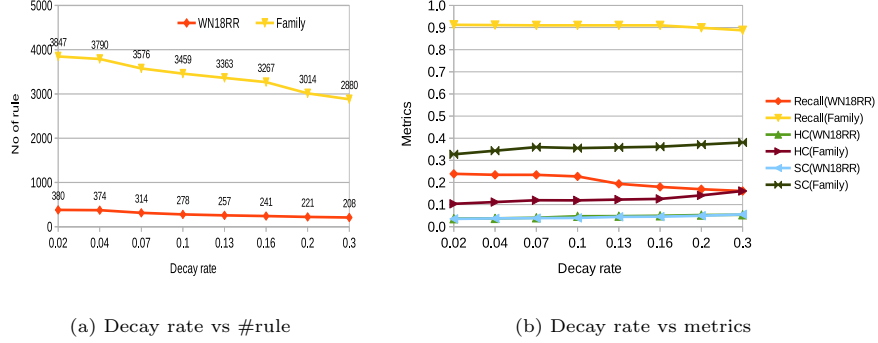 WN18RR Family
5000
4000
3000
2000
1000
0
No of rule
3847 3790 3576 3459 3363 3267 3014 2880
380 374 314 278 257 241 221 208
0.02 0.04 0.07 0.1 0.13 0.16 0.2 0.3
Decay rate
(a) Decay rate vs #rule
1.0
0.9
0.8
0.7
0.6
0.5
0.4
0.3
0.2
0.1
0.0
Metrics
0.02 0.04 0.07 0.1 0.13 0.16 0.2 0.3
Decay rate
Recall(WN18RR)
Recall(Family)
HC(WN18RR)
HC(Family)
SC(WN18RR)
SC(Family)
(b) Decay rate vs metrics